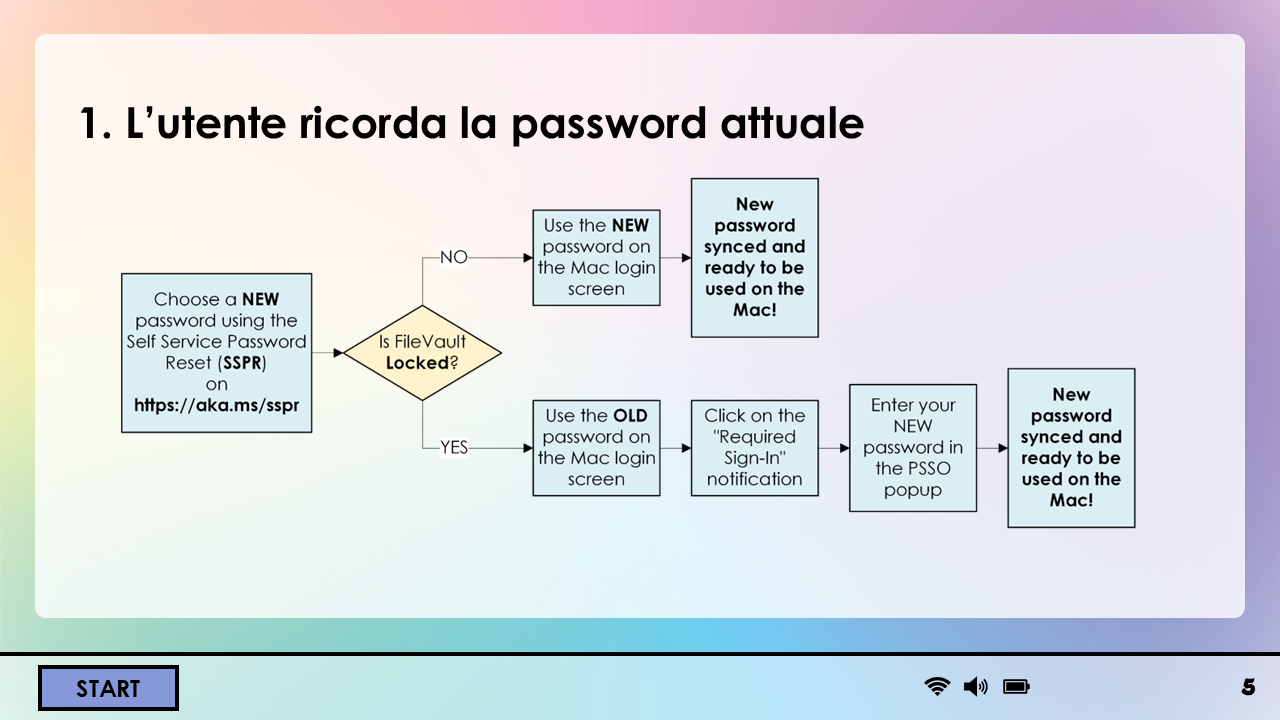 1. L’utente ricorda la password attuale
Choose a NEW
password using the
Self Service Password
Reset (SSPR)
on
https://aka.ms/sspr
Is FileVault
Locked?
NO
Use the NEW
password on
the Mac login
screen
New
password
synced and
ready to be
used on the
Mac!
YES
Use the OLD
password on
the Mac login
screen
Click on the
"Required
Sign-In"
notification
Enter your
NEW
password in
the PSSO
popup
New
password
synced and
ready to be
used on the
Mac!
START
5